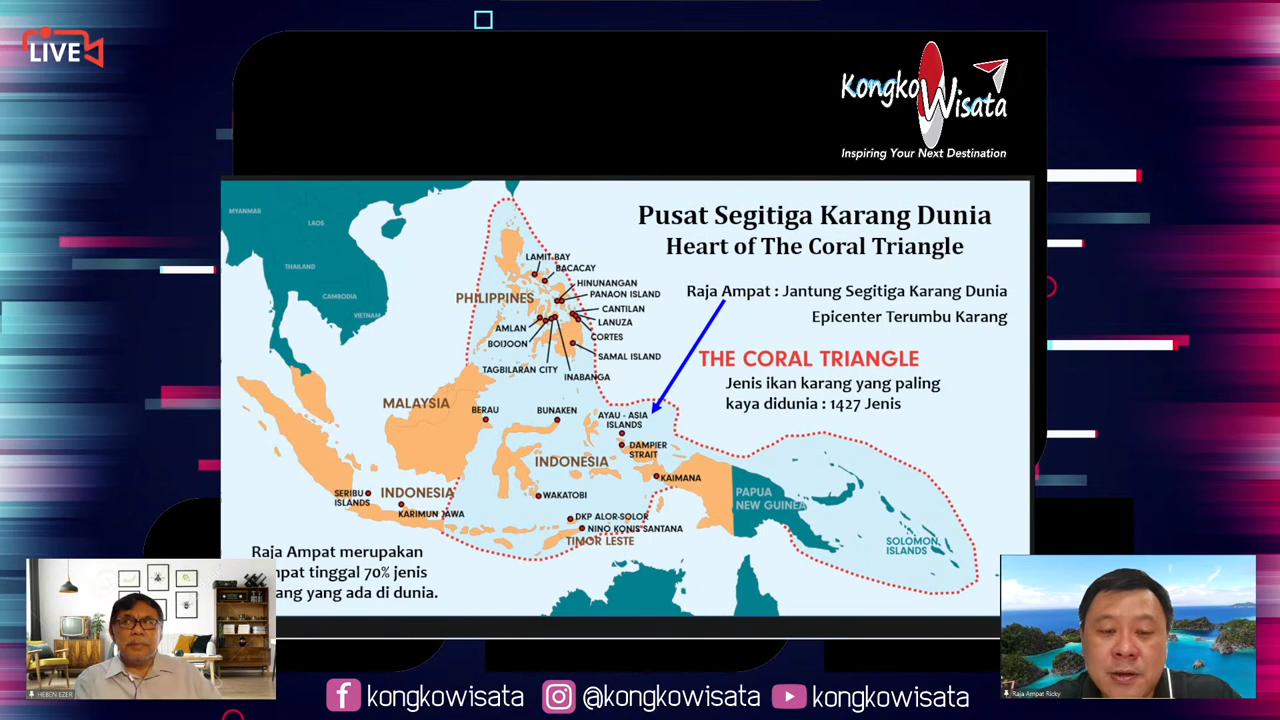 LIVE
Kongko Wisata
Inspiring Your Next Destination
Pusat Segitiga Karang Dunia
Heart of The Coral Triangle
Raja Ampat : Jantung Segitiga Karang Dunia
Epicenter Terumbu Karang
THE CORAL TRIANGLE
Jenis ikan karang yang paling
kaya didunia : 1427 Jenis
MYANMAR
LAOS
THAILAND
CAMBODIA
VIETNAM
PHILIPPINES
LAMIT BAY
BACACAY
HINUNANGAN
PANAON ISLAND
CANTILAN
LANUZA
CORTES
AMLAN
BOIJOON
SAMAL ISLAND
TAGBILARAN CITY
INABANGA
MALAYSIA
BERAU
BUNAKEN
AYAU - ASIA
ISLANDS
DAMPIER
STRAIT
INDONESIA
KAIMANA
SERIBU
ISLANDS
INDONESIA
KARIMUN JAWA
WAKATOBI
PAPUA
NEW GUINEA
DKP ALOR-SOLOR
NINO KONIS SANTANA
TIMOR LESTE
SOLOMON
ISLANDS
Raja Ampat merupakan
mpat tinggal 70% jenis
ang yang ada di dunia.
HEBEN EZER
Raja Ampat Ricky
kongkowisata
@kongkowisata
kongkowisata